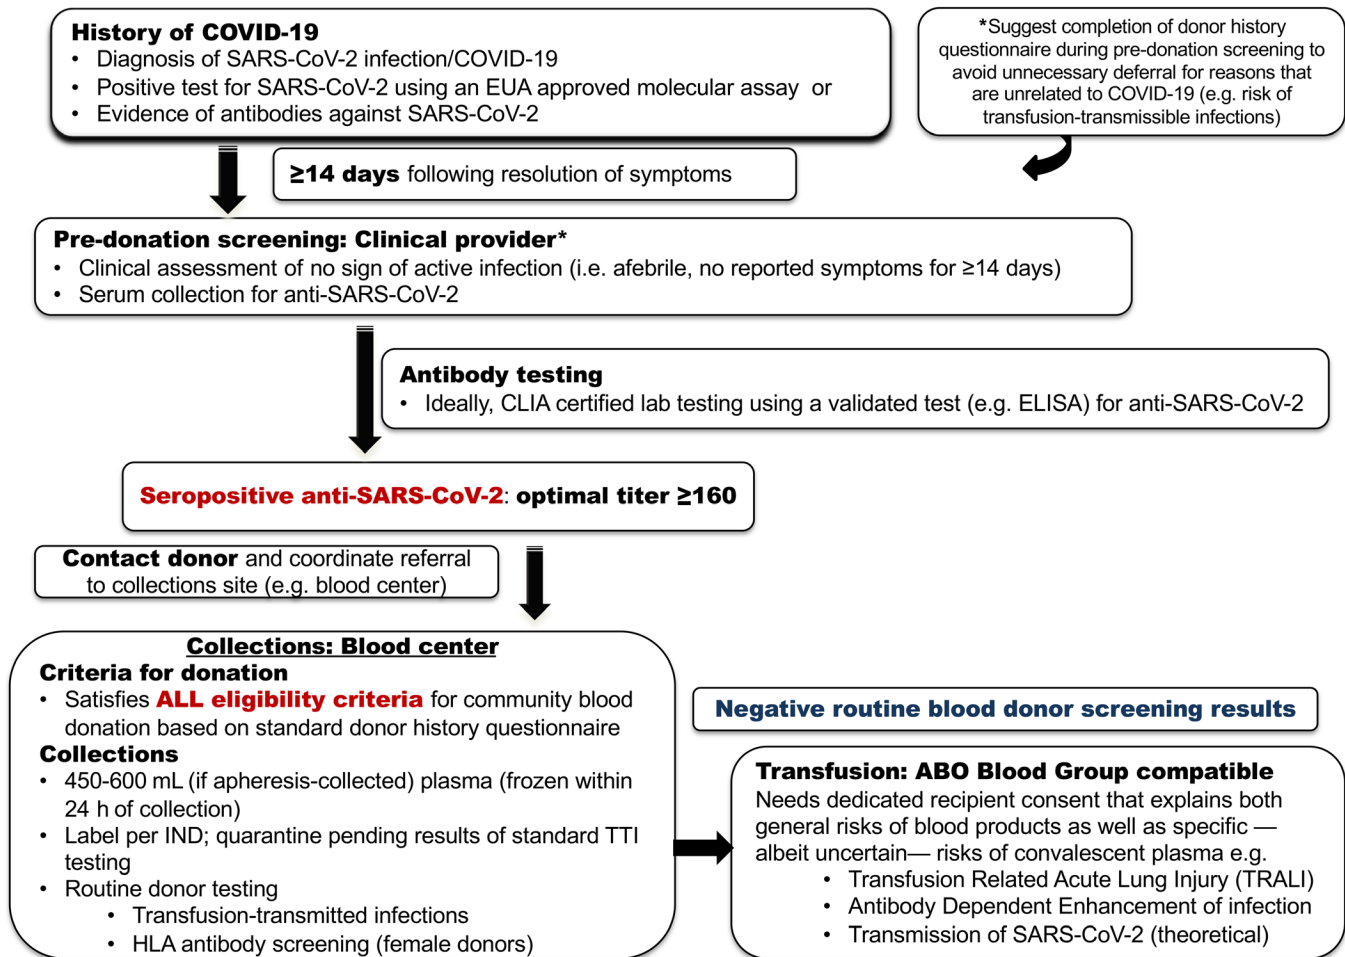 History of COVID-19
• Diagnosis of SARS-CoV-2 infection/COVID-19
• Positive test for SARS-CoV-2 using an EUA approved molecular assay or
• Evidence of antibodies against SARS-CoV-2
*Suggest completion of donor history
questionnaire during pre-donation screening to
avoid unnecessary deferral for reasons that
are unrelated to COVID-19 (e.g. risk of
transfusion-transmissible infections)
≥14 days following resolution of symptoms
Pre-donation screening: Clinical provider*
• Clinical assessment of no sign of active infection (i.e. afebrile, no reported symptoms for ≥14 days)
• Serum collection for anti-SARS-CoV-2
Antibody testing
• Ideally, CLIA certified lab testing using a validated test (e.g. ELISA) for anti-SARS-CoV-2
Seropositive anti-SARS-CoV-2: optimal titer ≥160
Contact donor and coordinate referral
to collections site (e.g. blood center)
Collections: Blood center
Criteria for donation
• Satisfies ALL eligibility criteria for community blood
donation based on standard donor history questionnaire
Collections
• 450-600 mL (if apheresis-collected) plasma (frozen within
24 h of collection)
• Label per IND; quarantine pending results of standard TTI
testing
• Routine donor testing
• Transfusion-transmitted infections
• HLA antibody screening (female donors)
Negative routine blood donor screening results
Transfusion: ABO Blood Group compatible
Needs dedicated recipient consent that explains both
general risks of blood products as well as specific —
albeit uncertain— risks of convalescent plasma e.g.
• Transfusion Related Acute Lung Injury (TRALI)
• Antibody Dependent Enhancement of infection
• Transmission of SARS-CoV-2 (theoretical)